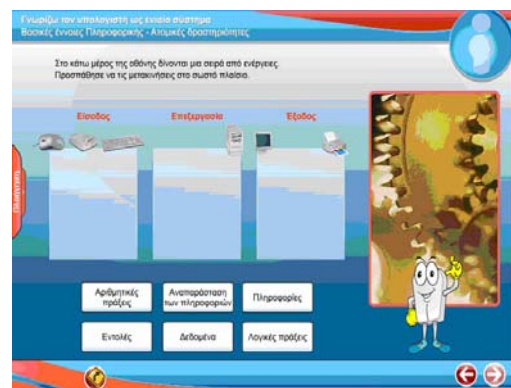 Γνωρίζω τον υπολογιστή ως ενιαίο σύστημα
Βασικές έννοιες Πληροφορικής - Ατομικές δραστηριότητες
Στο κάτω μέρος της οθόνης δίνονται μια σειρά από ενέργειες.
Προσπάθησε να τις μετακινήσεις στο σωστό πλαίσιο.
Είσοδος Επεξεργασία Έξοδος
Αριθμητικές
πράξεις
Αναπαράσταση
των πληροφοριών
Πληροφορίες
Εντολές
Δεδομένα
Λογικές πράξεις